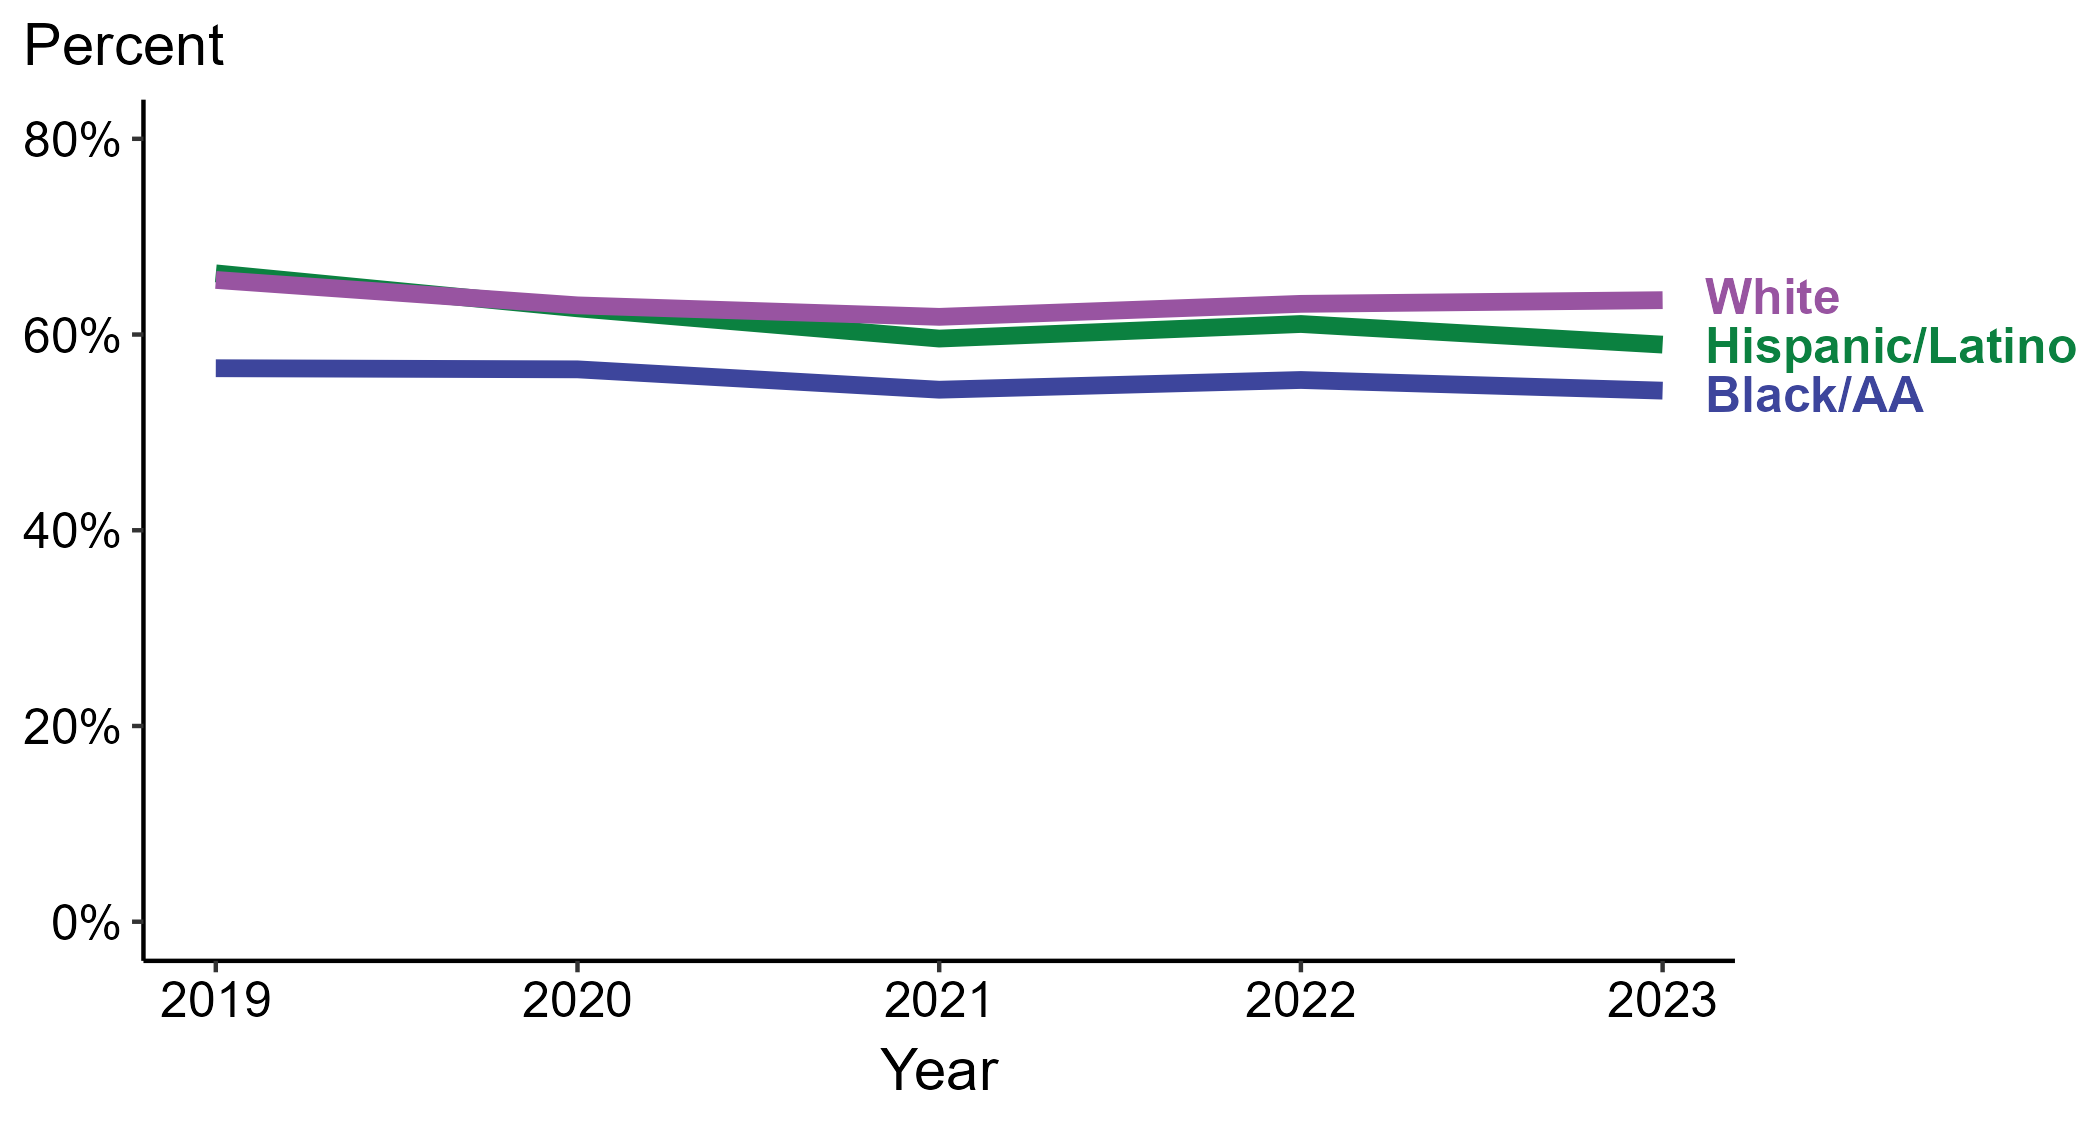 Percent
80%
60%
40%
20%
0%
White
Hispanic/Latino
Black/AA
2019 2020 2021 2022 2023
Year